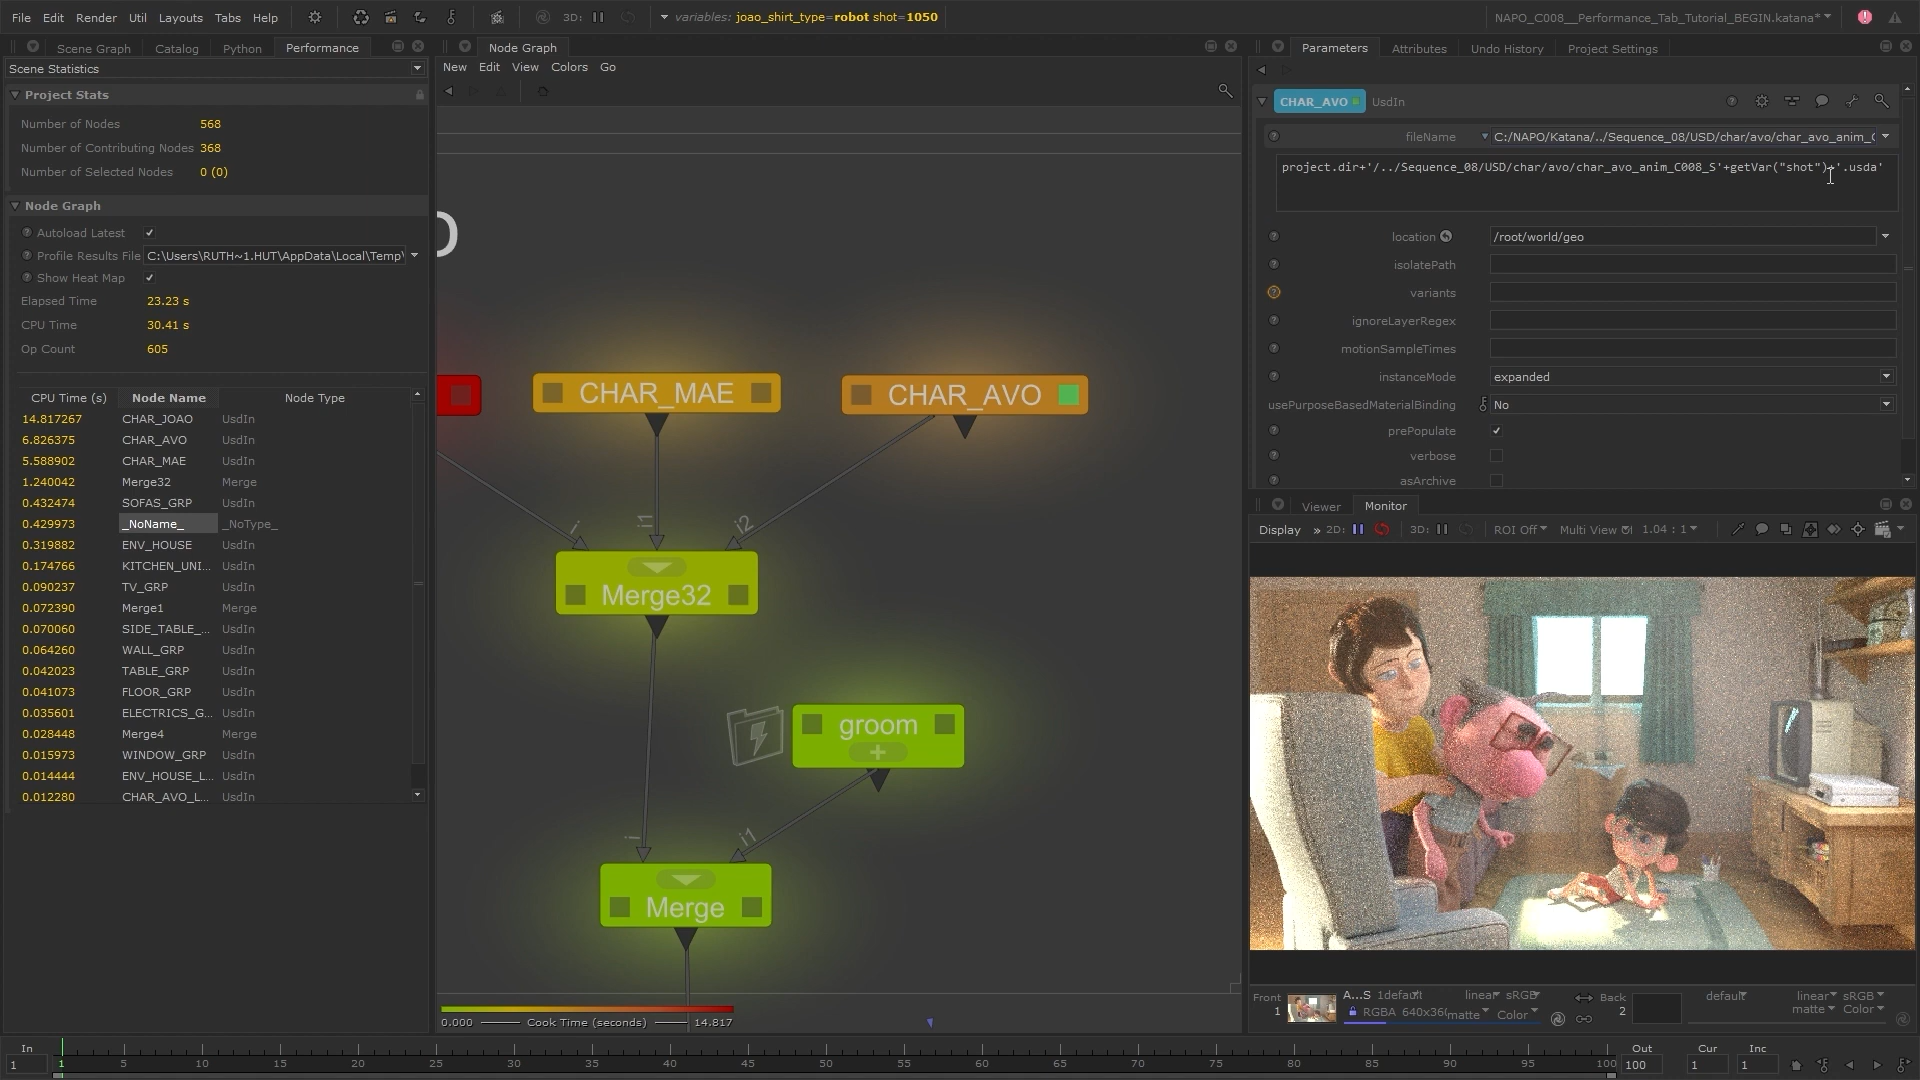 File Edit Render Util Layouts Tabs Help
3D:
variables: joao_shirt_type=robot shot=1050
NAPO_C008__Performance_Tab_Tutorial_BEGIN.katana*
Scene Graph Catalog Python Performance
Scene Statistics
Project Stats
Number of Nodes 568
Number of Contributing Nodes 368
Number of Selected Nodes 0 (0)
Node Graph
Autoload Latest
Profile Results File C:\Users\RUTH~1.HUT\AppData\Local\Temp\
Show Heat Map
Elapsed Time 23.23 s
CPU Time 30.41 s
Op Count 605
CPU Time (s) Node Name Node Type
14.817267 CHAR_JOAO UsdIn
6.826375 CHAR_AVO UsdIn
5.588902 CHAR_MAE UsdIn
1.240042 Merge32 Merge
0.432474 SOFAS_GRP UsdIn
0.429973 _NoName_ _NoType_
0.319882 ENV_HOUSE UsdIn
0.174766 KITCHEN_UNI... UsdIn
0.090237 TV_GRP UsdIn
0.072390 Merge1 Merge
0.070060 SIDE_TABLE_... UsdIn
0.064260 WALL_GRP UsdIn
0.042023 TABLE_GRP UsdIn
0.041073 FLOOR_GRP UsdIn
0.035601 ELECTRICS_G... UsdIn
0.028448 Merge4 Merge
0.015973 WINDOW_GRP UsdIn
0.014444 ENV_HOUSE_L... UsdIn
0.012280 CHAR_AVO_L... UsdIn
Node Graph
New Edit View Colors Go
CHAR_MAE
CHAR_AVO
i
i1
i2
Merge32
groom
i
i1
Merge
0.000 Cook Time (seconds) 14.817
Parameters Attributes Undo History Project Settings
CHAR_AVO UsdIn
fileName C:/NAPO/Katana/../Sequence_08/USD/char/avo/char_avo_anim_C
project.dir+'/../Sequence_08/USD/char/avo/char_avo_anim_C008_S'+getVar("shot")+'.usda'
location /root/world/geo
isolatePath
variants
ignoreLayerRegex
motionSampleTimes
instanceMode expanded
usePurposeBasedMaterialBinding No
prePopulate
verbose
asArchive
Viewer Monitor
Display » 2D: 3D: ROI Off Multi View 1.04 : 1
Front 1 A...S 1default linear sRGB
RGBA 640x36 matte Color
Back 2 default linear sRGB
matte Color
In 1
1 5 10 15 20 25 30 35 40 45 50 55 60 65 70 75 80 85 90 95 100
Out 100
Cur 1
Inc 1